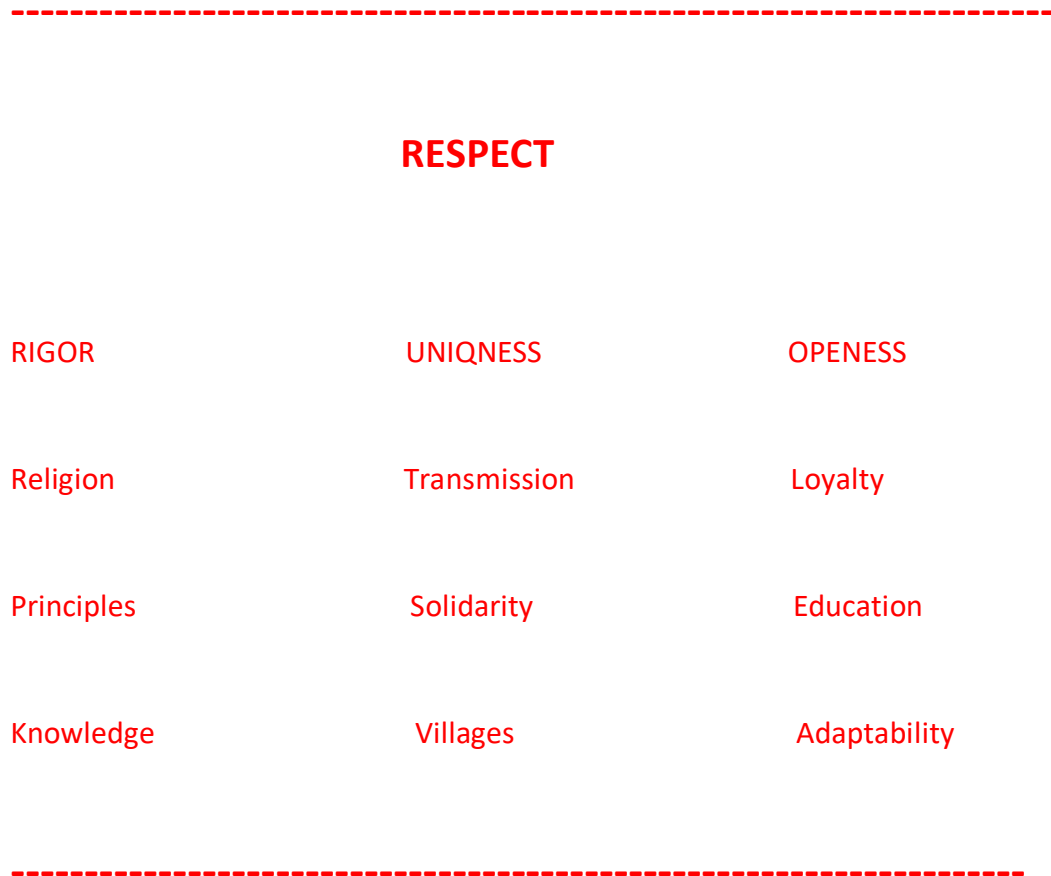 ------------------------------------------------------------------------
RESPECT
RIGOR UNIQNESS OPENESS
Religion Transmission Loyalty
Principles Solidarity Education
Knowledge Villages Adaptability
----------------------------------------------------------------------